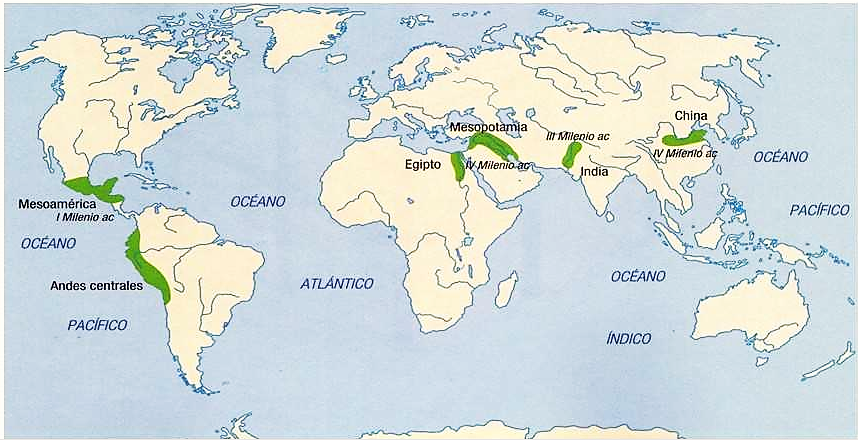 China
Mesopotamia
III Milenio ac
IV Milenio ac
OCÉANO
Egipto
IV Milenio ac
India
Mesoamérica
OCÉANO
PACÍFICO
I Milenio ac
OCÉANO
OCÉANO
Andes centrales
ATLÁNTICO
PACÍFICO
ÍNDICO